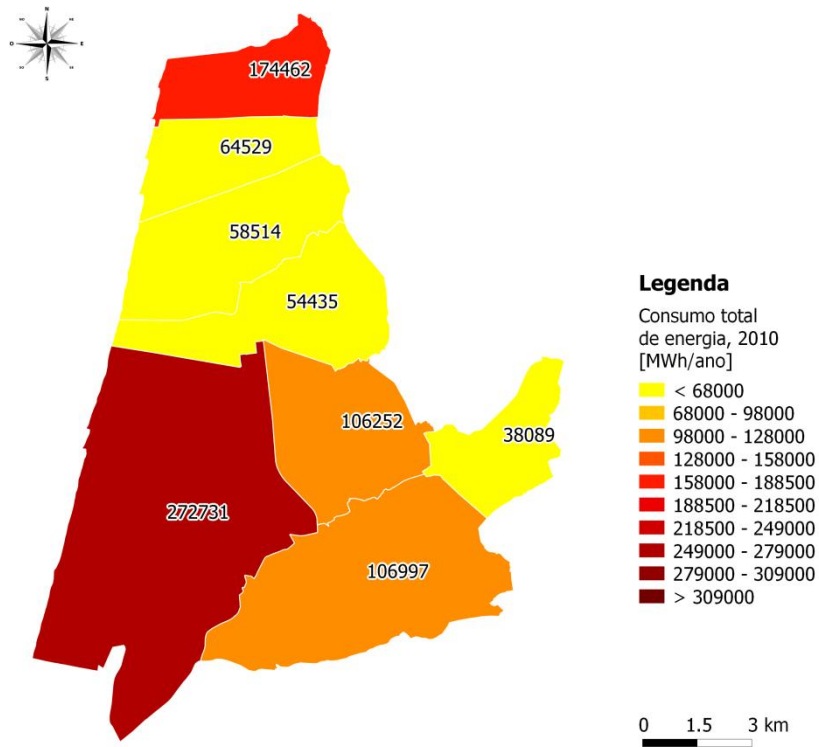 N
O
E
S
174462
64529
58514
54435
106252
38089
272731
106997
Legenda
Consumo total
de energia, 2010
[MWh/ano]
< 68000
68000 - 98000
98000 - 128000
128000 - 158000
158000 - 188500
188500 - 218500
218500 - 249000
249000 - 279000
279000 - 309000
> 309000
0 1.5 3 km